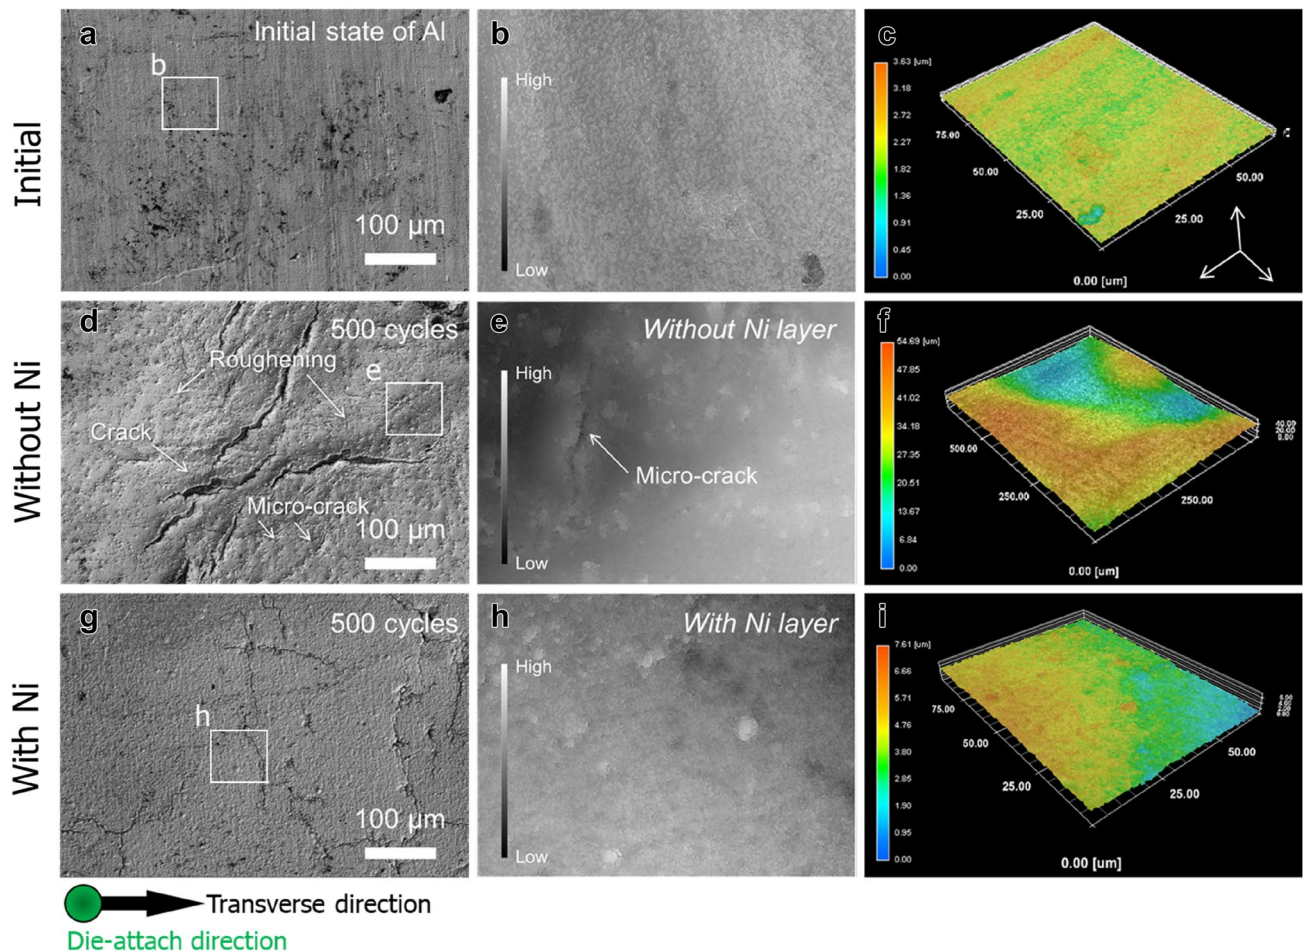 Initial
a
Initial state of Al
b
100 µm
b
High
Low
c
3.63 [um]
3.18
2.72
2.27
1.82
1.36
0.91
0.45
0.00
75.00
50.00
25.00
0.00 [um]
25.00
50.00
Without Ni
d
500 cycles
Roughening
e
Crack
Micro-crack
100 µm
e
Without Ni layer
High
Micro-crack
Low
f
54.69 [um]
47.85
41.02
34.18
27.35
20.51
13.67
6.84
0.00
500.00
250.00
0.00 [um]
250.00
With Ni
g
500 cycles
h
100 µm
h
With Ni layer
High
Low
i
7.61 [um]
6.66
5.71
4.76
3.80
2.85
1.90
0.95
0.00
75.00
50.00
25.00
0.00 [um]
25.00
50.00
Transverse direction
Die-attach direction